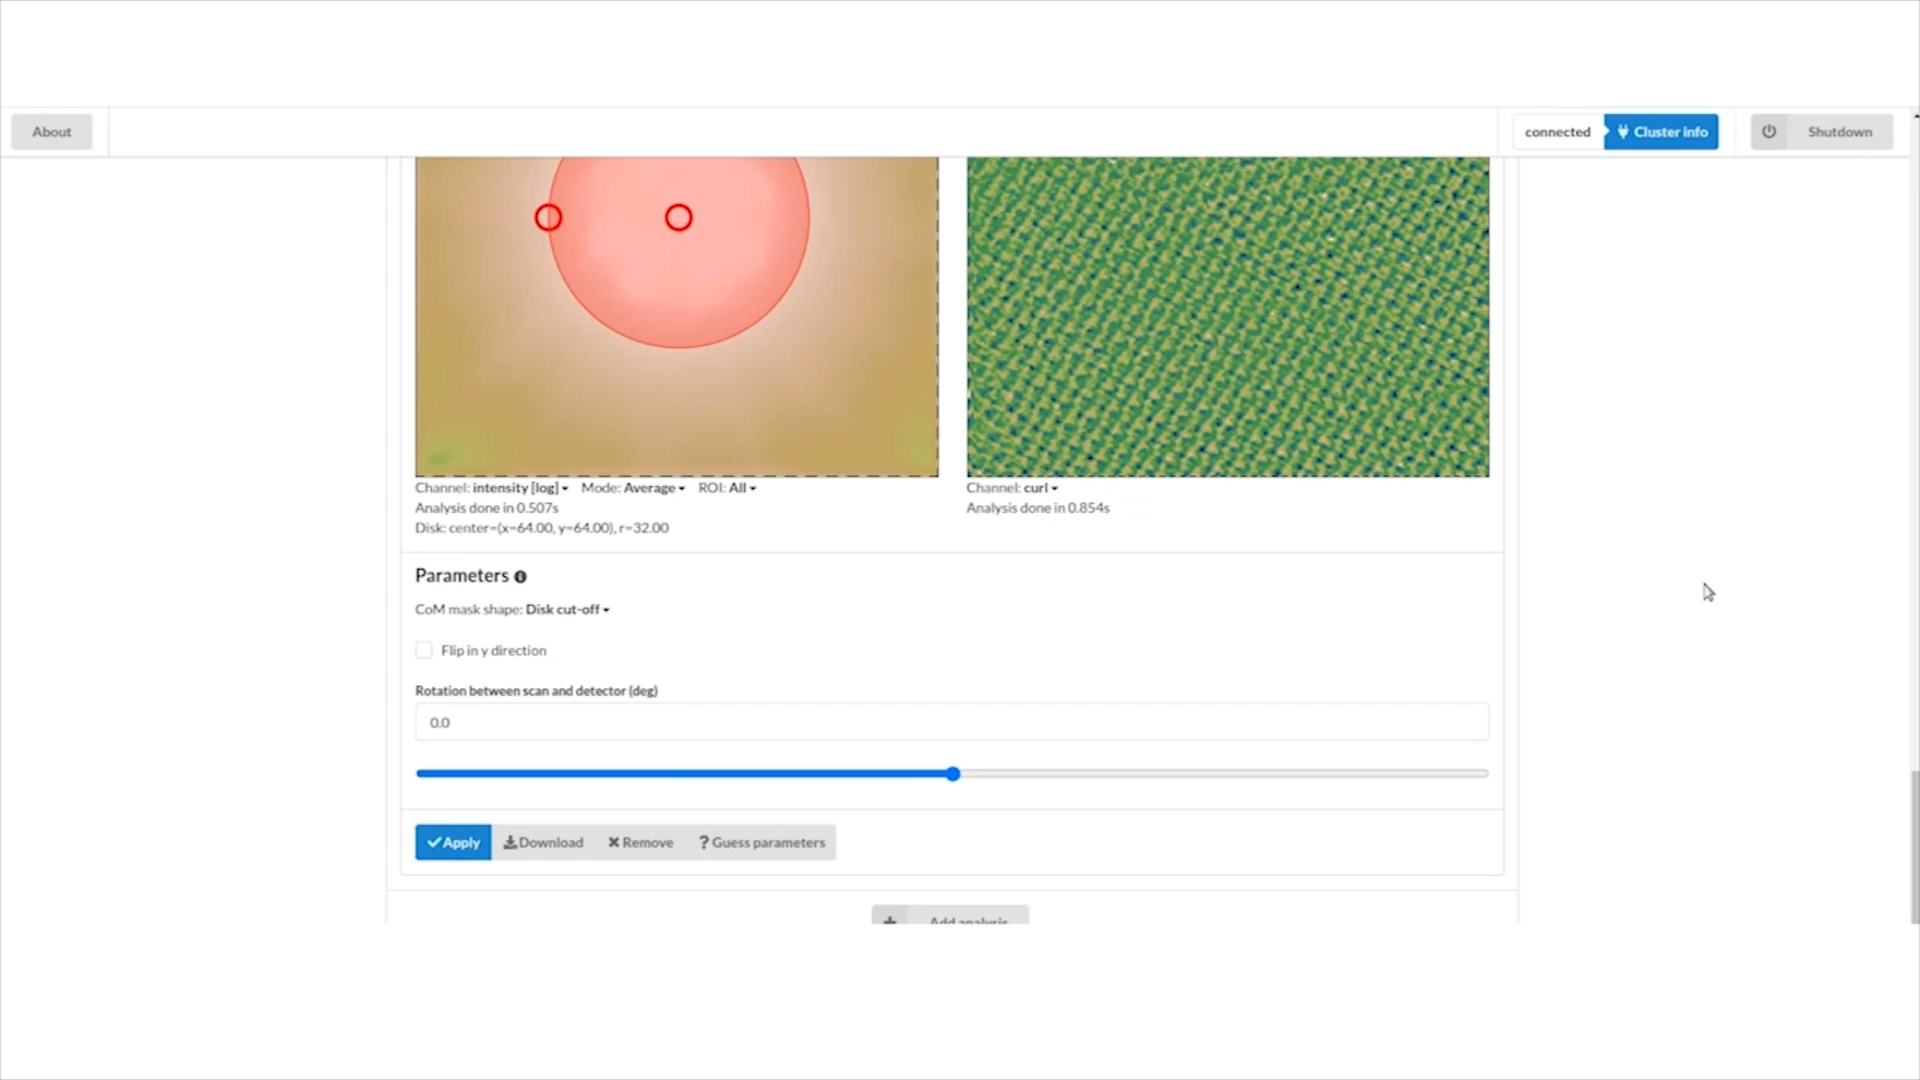 About
connected
Cluster info
Shutdown
Channel: intensity [log] Mode: Average ROI: All
Analysis done in 0.507s
Disk: center=(x=64.00, y=64.00), r=32.00
Channel: curl
Analysis done in 0.854s
Parameters
CoM mask shape: Disk cut-off
Flip in y direction
Rotation between scan and detector (deg)
0.0
Apply Download Remove ? Guess parameters
Add analysis